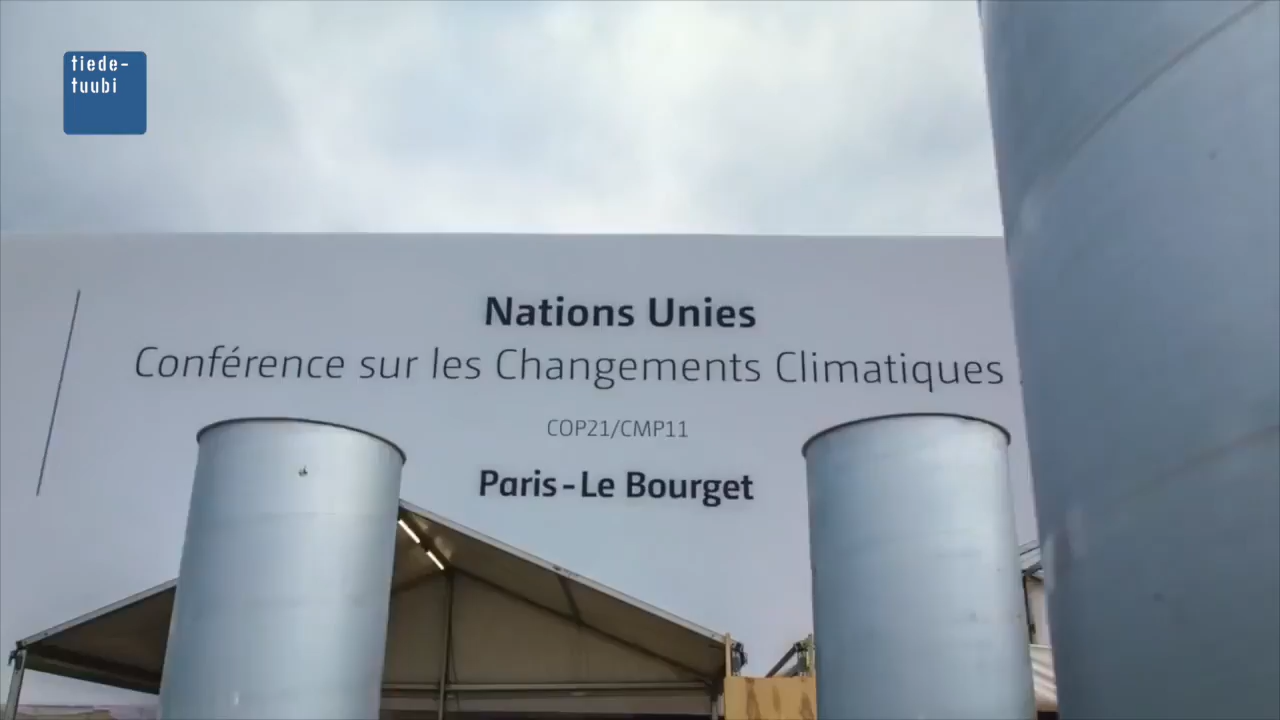 tiede-
tuubi
Nations Unies
Conférence sur les Changements Climatiques
COP21/CMP11
Paris-Le Bourget